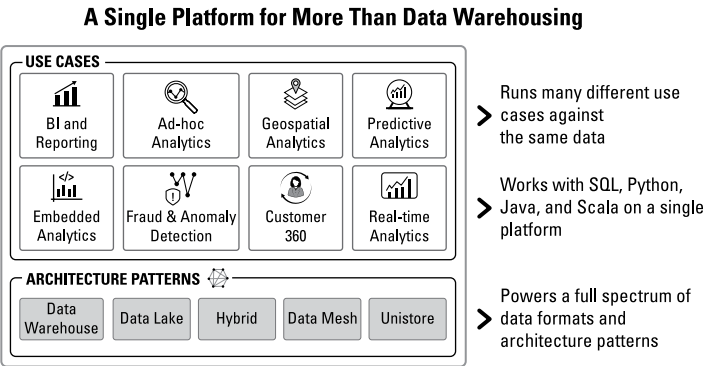 A Single Platform for More Than Data Warehousing
USE CASES
BI and
Reporting
Ad-hoc
Analytics
Geospatial
Analytics
Predictive
Analytics
</>
Embedded
Analytics
Fraud & Anomaly
Detection
Customer
360
Real-time
Analytics
ARCHITECTURE PATTERNS
Data
Warehouse
Data Lake
Hybrid
Data Mesh
Unistore
Runs many different use
cases against
the same data
Works with SQL, Python,
Java, and Scala on a single
platform
Powers a full spectrum of
data formats and
architecture patterns